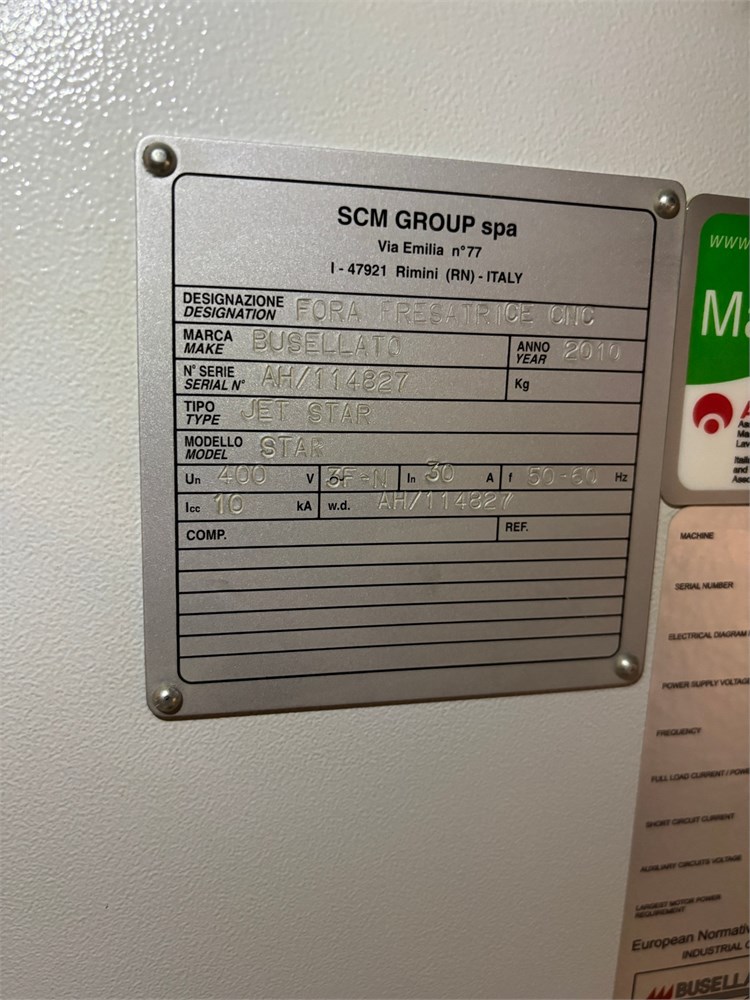 SCM GROUP spa
Via Emilia n°77
I - 47921 Rimini (RN) - ITALY
DESIGNAZIONE
DESIGNATION FORA FRESATRICE CNC
MARCA
MAKE BUSELLATO
ANNO
YEAR 2010
N° SERIE
SERIAL N° AH/114827
Kg
TIPO
TYPE JET STAR
MODELLO
MODEL STAR
Un 400 V 3F-N In 30 A f 50-60 Hz
Icc 10 kA w.d. AH/114827
COMP. REF.
www
Ma
MACHINE
SERIAL NUMBER
ELECTRICAL DIAGRAM
POWER SUPPLY VOLTAGE
FREQUENCY
FULL LOAD CURRENT / POWE
SHORT CIRCUIT CURRENT
AUXILIARY CIRCUITS VOLTAGE
LARGEST MOTOR POWER
REQUIREMENT
European Normativ
INDUSTRIAL C
BUSELLA